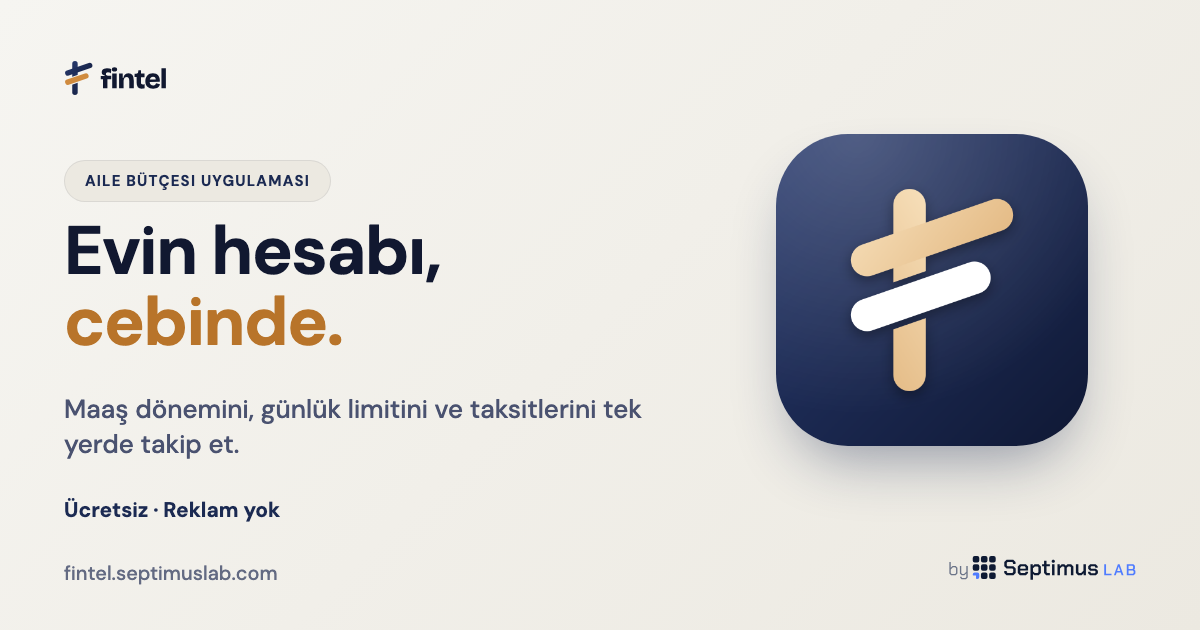 fintel
AILE BÜTÇESI UYGULAMASI
Evin hesabı,
cebinde.
Maaş dönemini, günlük limitini ve taksitlerini tek
yerde takip et.
Ücretsiz · Reklam yok
fintel.septimuslab.com
by Septimus LAB